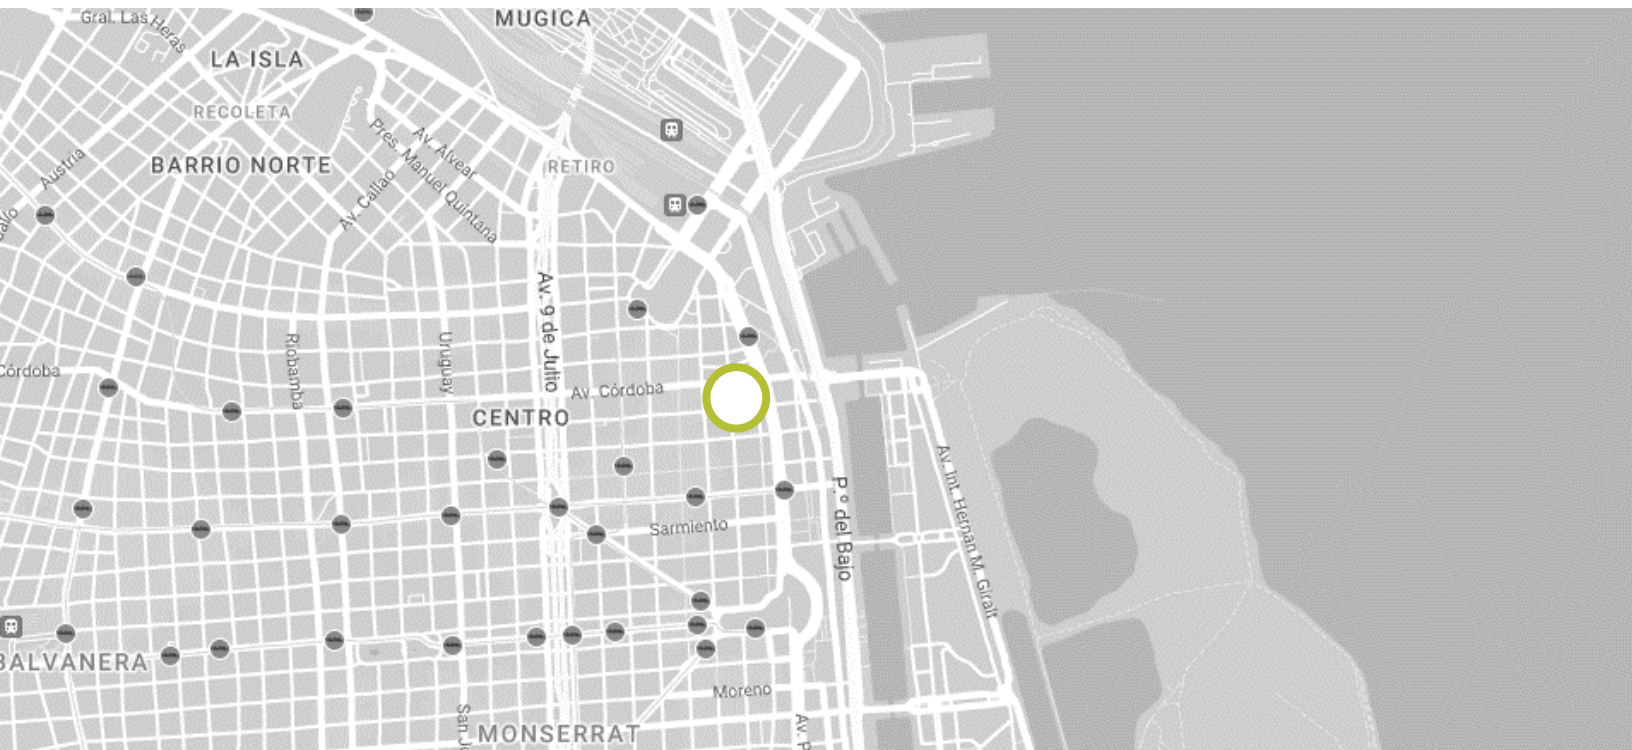 MUGICA
Gral. Las Heras
LA ISLA
RECOLETA
BARRIO NORTE
Austria
Pres. Manuel Quintana
Av. Alvear
Av. Callao
RETIRO
Av. 9 de Julio
Riobamba
Uruguay
Córdoba
Av. Córdoba
CENTRO
Sarmiento
P.º del Bajo
Av. Int. Hernán M. Giralt
BALVANERA
Moreno
MONSERRAT